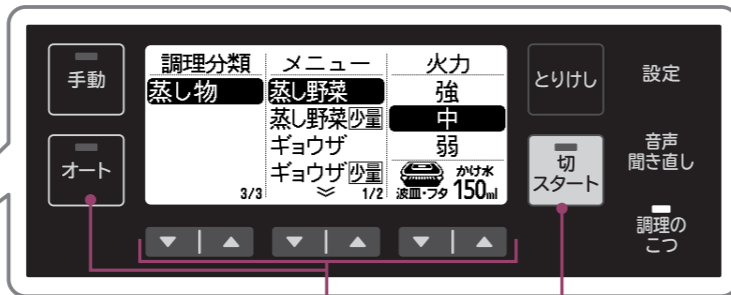 手動
オート
調理分類
蒸し物
3/3
メニュー
蒸し野菜
蒸し野菜少量
ギョウザ
ギョウザ少量
1/2
火力
強
中
弱
波皿・フタ
かけ水
150ml
とりけし
切
スタート
設定
音声
聞き直し
調理の
こつ